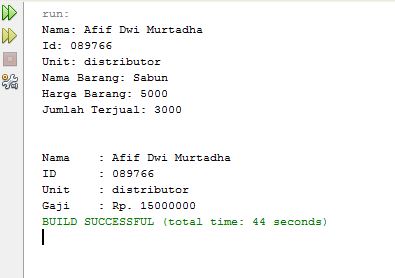 run:
Nama: Afif Dwi Murtadha
Id: 089766
Unit: distributor
Nama Barang: Sabun
Harga Barang: 5000
Jumlah Terjual: 3000
Nama    : Afif Dwi Murtadha
ID      : 089766
Unit    : distributor
Gaji    : Rp. 15000000
BUILD SUCCESSFUL (total time: 44 seconds)